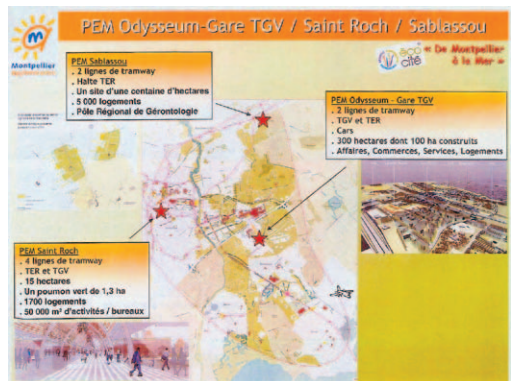 PEM Odysseum-Gare TGV / Saint Roch / Sablassou
Montpellier
éco cité
« De Montpellier
à la Mer »
PEM Sablassou
. 2 lignes de tramway
. Halte TER
. Un site d'une centaine d'hectares
. 5 000 logements
. Pôle Régional de Gérontologie
PEM Odysseum - Gare TGV
. 2 lignes de tramway
. TGV et TER
. Cars
. 300 hectares dont 100 ha construits
. Affaires, Commerces, Services, Logements
PEM Saint Roch
. 4 lignes de tramway
. TER et TGV
. 15 hectares
. Un poumon vert de 1,3 ha
. 1700 logements
. 50 000 m² d'activités / bureaux